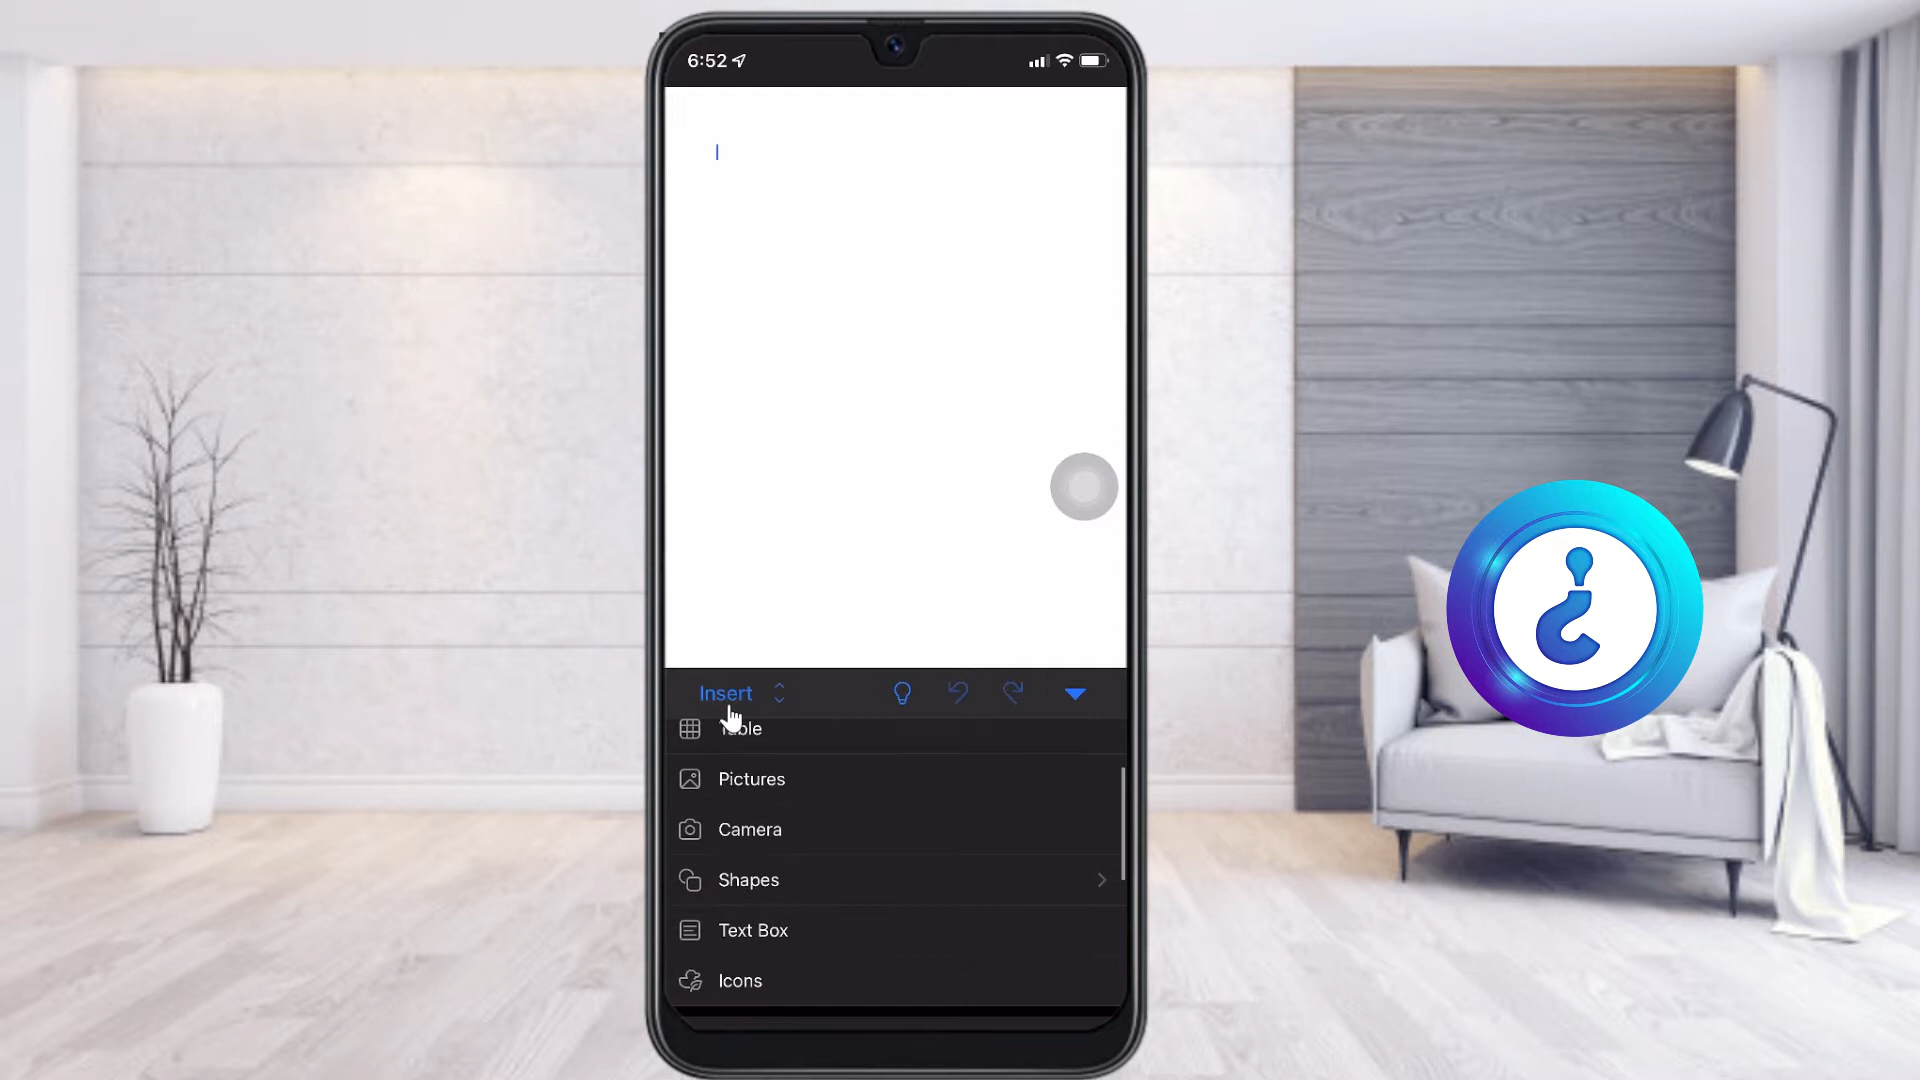 6:52
Insert
Table
Pictures
Camera
Shapes
Text Box
Icons